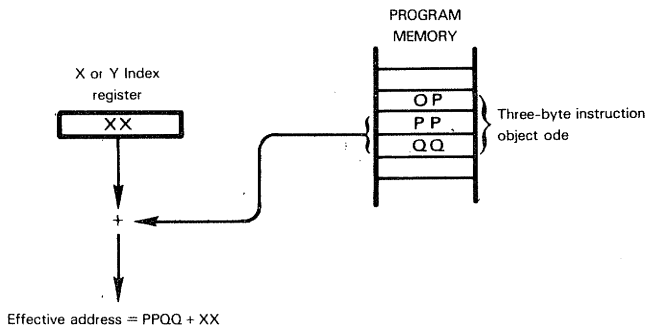 PROGRAM
MEMORY
X or Y Index
register
XX
OP
PP
QQ
Three-byte instruction
object ode
+
Effective address = PPQQ + XX